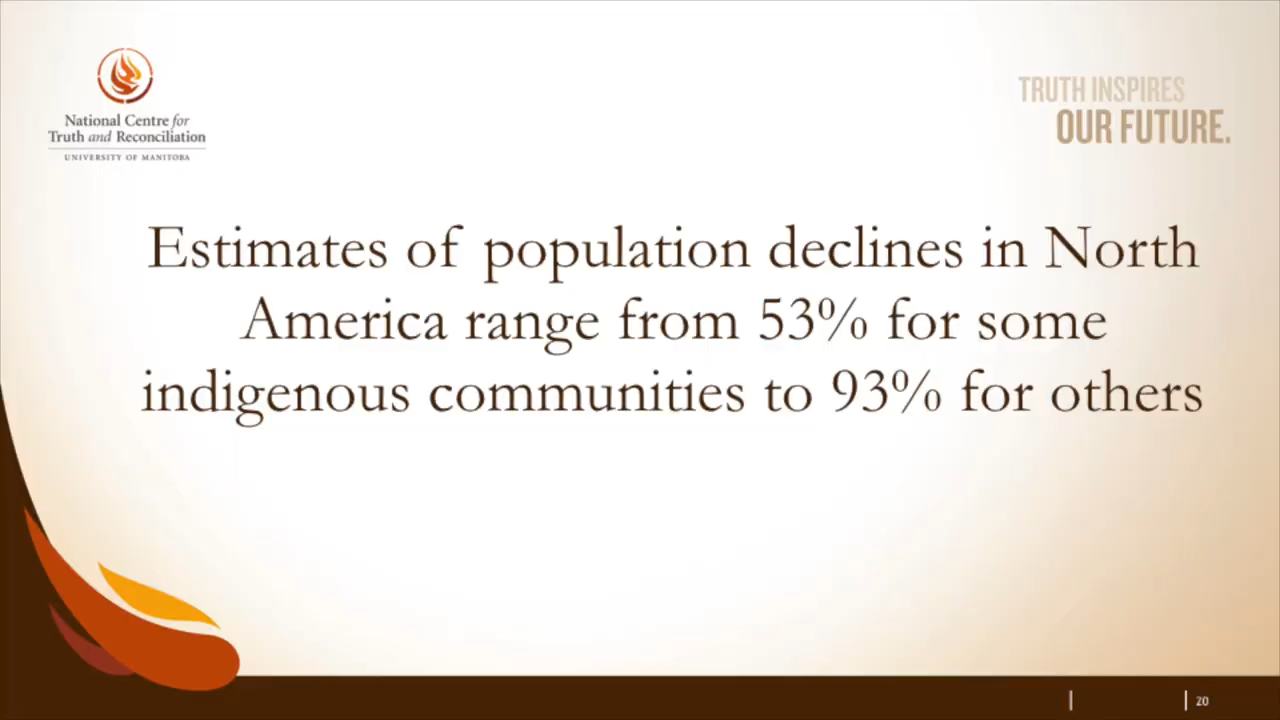 National Centre for
Truth and Reconciliation
UNIVERSITY OF MANITOBA
TRUTH INSPIRES
OUR FUTURE.
Estimates of population declines in North
America range from 53% for some
indigenous communities to 93% for others
20